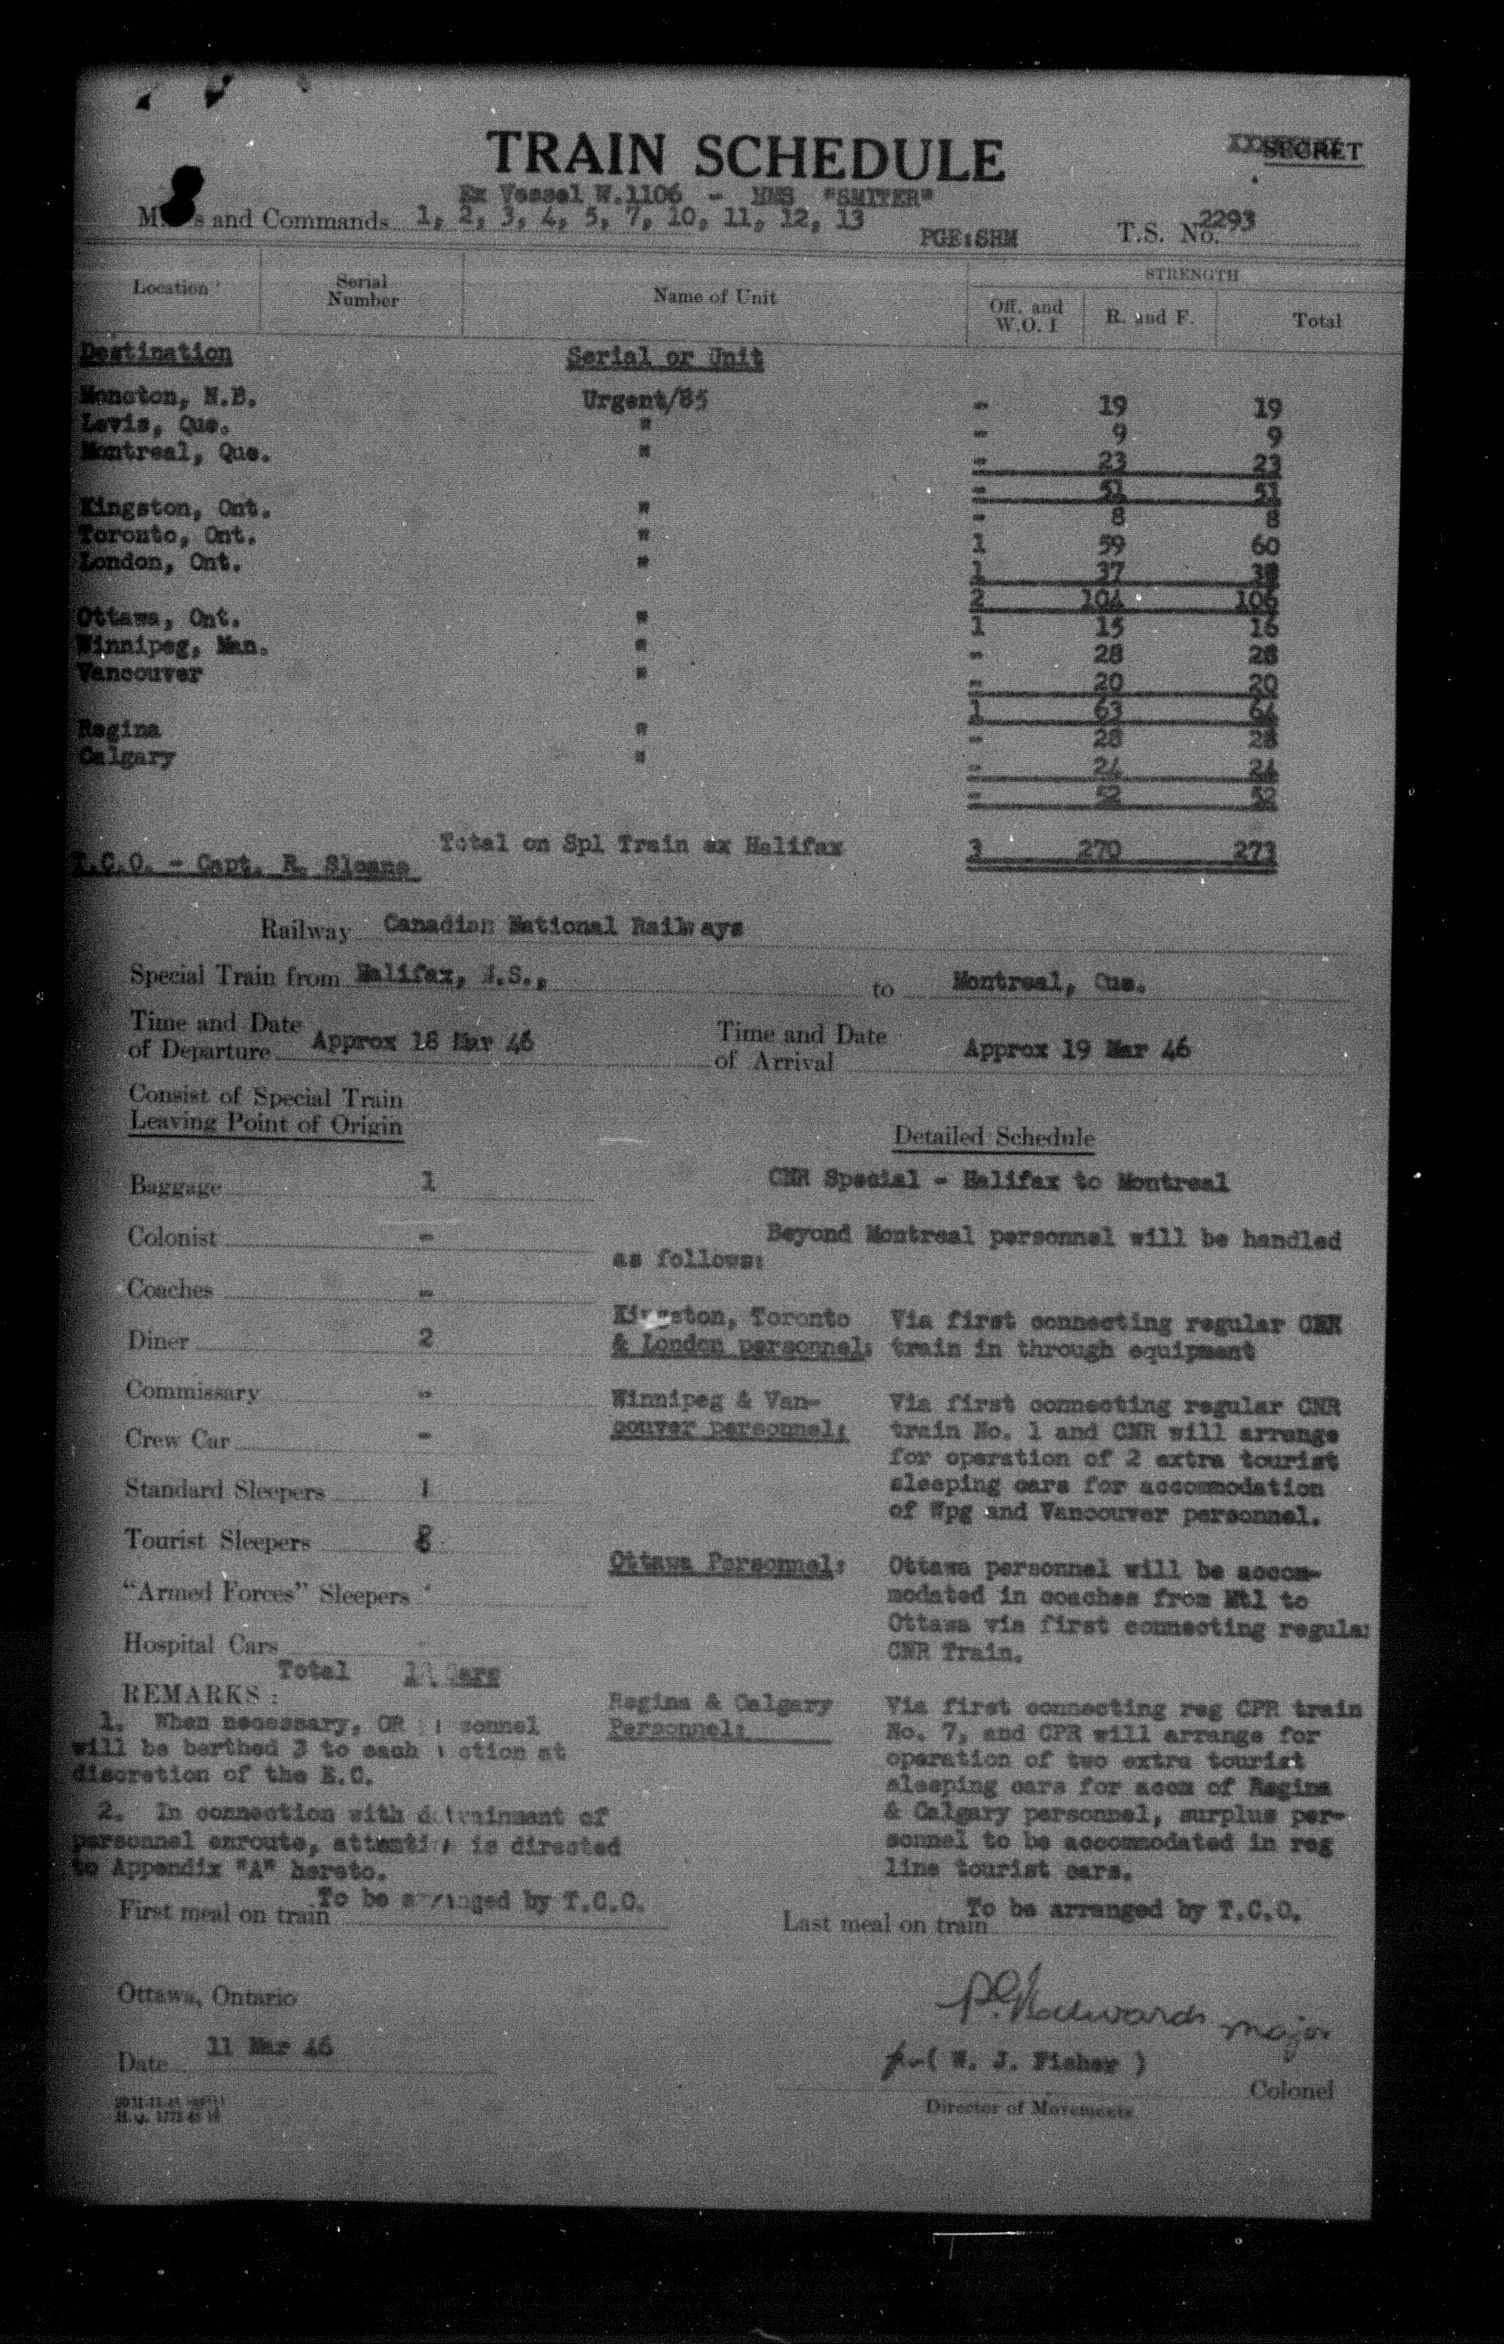 TRAIN SCHEDULE
SECRET
Ex Vessel W.1106 - HMS "SMITER"
and Commands 1, 2, 3, 4, 5, 7, 10, 11, 12, 13
PGE:SHM
T.S. No. 2293
Location
Serial Number
Name of Unit
STRENGTH
Off. and W.O. I
R. and F.
Total
Destination Serial or Unit
Moncton, N.B. Urgent/85 - 19 19
Levis, Que. " - 9 9
Montreal, Que. " - 23 23
- 51 51
Kingston, Ont. " - 8 8
Toronto, Ont. " 1 59 60
London, Ont. " 1 37 38
2 104 106
Ottawa, Ont. " 1 15 16
Winnipeg, Man. " - 28 28
Vancouver " - 20 20
1 63 64
Regina " - 28 28
Calgary " - 24 24
- 52 52
Total on Spl Train ex Halifax 3 270 273
T.C.O. - Capt. R. Sloane
Railway Canadian National Railways
Special Train from Halifax, N.S., to Montreal, Que.
Time and Date of Departure Approx 18 Mar 46
Time and Date of Arrival Approx 19 Mar 46
Consist of Special Train
Leaving Point of Origin
Baggage 1
Colonist -
Coaches -
Diner 2
Commissary -
Crew Car -
Standard Sleepers 1
Tourist Sleepers
"Armed Forces" Sleepers
Hospital Cars
Total Cars
REMARKS :
1. When necessary, OR
will be berthed 3 to each at
discretion of the E.C.
2. In connection with detrainment of
personnel enroute, attention is directed
to Appendix "A" hereto.
Detailed Schedule
CNR Special - Halifax to Montreal
Beyond Montreal personnel will be handled
as follows:
Kingston, Toronto
& London personnel:
Via first connecting regular CNR
train in through equipment
Winnipeg & Van-
couver personnel:
Via first connecting regular CNR
train No. 1 and CNR will arrange
for operation of 2 extra tourist
sleeping cars for accommodation
of Wpg and Vancouver personnel.
Ottawa Personnel:
Ottawa personnel will be accom-
modated in coaches from Mtl to
Ottawa via first connecting regular
CNR Train.
Regina & Calgary
Personnel:
Via first connecting reg CPR train
No. 7, and CPR will arrange for
operation of two extra tourist
sleeping cars for acom of Regina
& Calgary personnel, surplus per-
sonnel to be accommodated in reg
line tourist cars.
First meal on train To be arranged by T.C.O.
Last meal on train To be arranged by T.C.O.
Ottawa, Ontario
Date 11 Mar 46
Major
for ( W. J. Fisher )
Colonel
Director of Movements